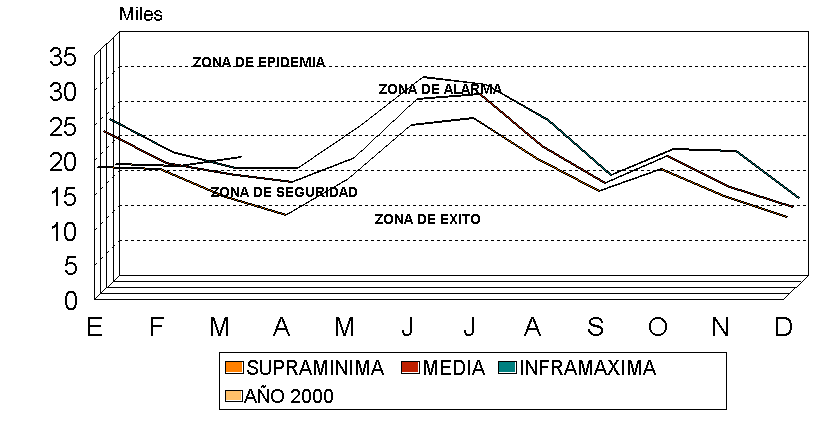 Miles
35
ZONA DE EPIDEMIA
30
ZONA DE ALARMA
25
20
ZONA DE SEGURIDAD
15
ZONA DE EXITO
10
5
0
E F M A M J J A S O N D
SUPRAMINIMA MEDIA INFRAMAXIMA
AÑO 2000